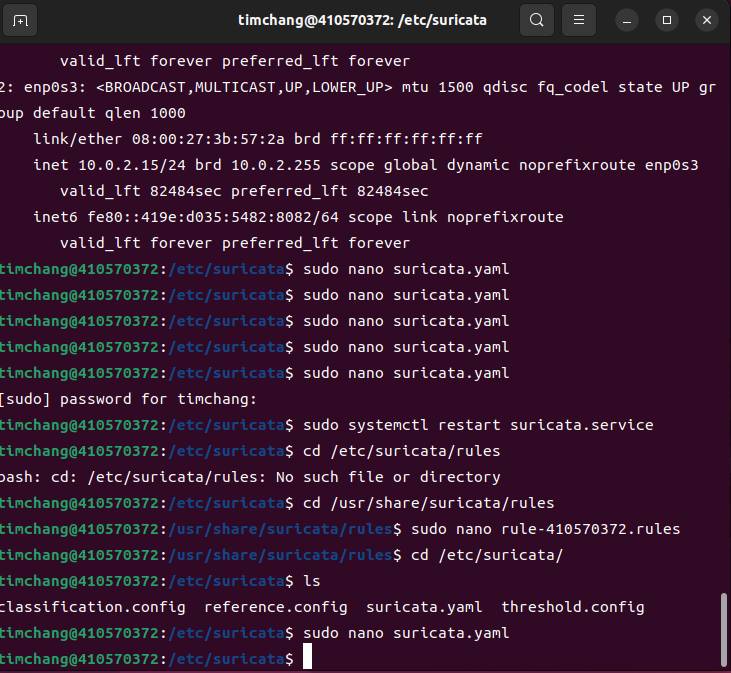 timchang@410570372: /etc/suricata
valid_lft forever preferred_lft forever
2: enp0s3: <BROADCAST,MULTICAST,UP,LOWER_UP> mtu 1500 qdisc fq_codel state UP gr
oup default qlen 1000
link/ether 08:00:27:3b:57:2a brd ff:ff:ff:ff:ff:ff
inet 10.0.2.15/24 brd 10.0.2.255 scope global dynamic noprefixroute enp0s3
valid_lft 82484sec preferred_lft 82484sec
inet6 fe80::419e:d035:5482:8082/64 scope link noprefixroute
valid_lft forever preferred_lft forever
timchang@410570372:/etc/suricata$ sudo nano suricata.yaml
timchang@410570372:/etc/suricata$ sudo nano suricata.yaml
timchang@410570372:/etc/suricata$ sudo nano suricata.yaml
timchang@410570372:/etc/suricata$ sudo nano suricata.yaml
timchang@410570372:/etc/suricata$ sudo nano suricata.yaml
[sudo] password for timchang:
timchang@410570372:/etc/suricata$ sudo systemctl restart suricata.service
timchang@410570372:/etc/suricata$ cd /etc/suricata/rules
bash: cd: /etc/suricata/rules: No such file or directory
timchang@410570372:/etc/suricata$ cd /usr/share/suricata/rules
timchang@410570372:/usr/share/suricata/rules$ sudo nano rule-410570372.rules
timchang@410570372:/usr/share/suricata/rules$ cd /etc/suricata/
timchang@410570372:/etc/suricata$ ls
classification.config  reference.config  suricata.yaml  threshold.config
timchang@410570372:/etc/suricata$ sudo nano suricata.yaml
timchang@410570372:/etc/suricata$